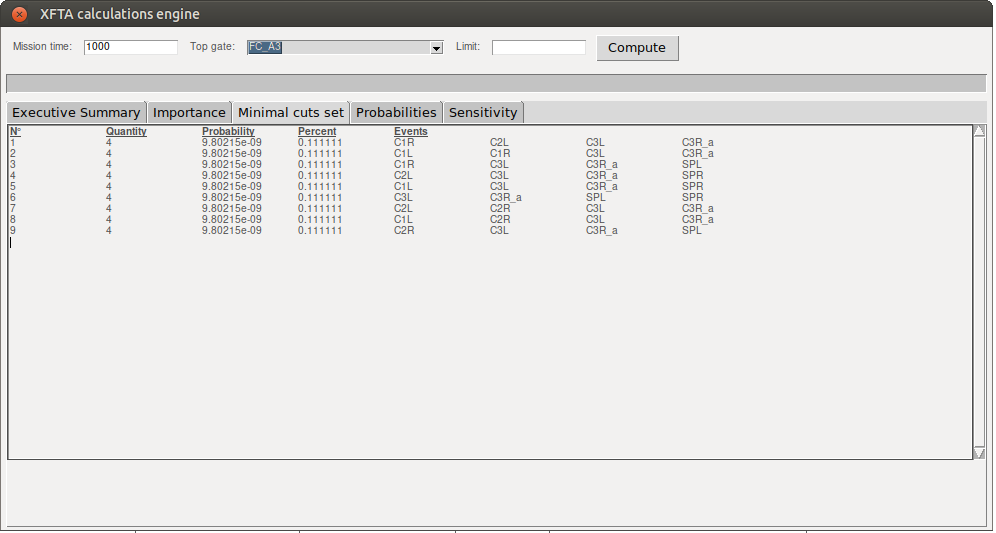 XFTA calculations engine
Mission time: 1000 Top gate: FC_A3 Limit: Compute
Executive Summary Importance Minimal cuts set Probabilities Sensitivity
N° Quantity Probability Percent Events
1 4 9.80215e-09 0.111111 C1R C2L C3L C3R_a
2 4 9.80215e-09 0.111111 C1L C1R C3L C3R_a
3 4 9.80215e-09 0.111111 C1R C3L C3R_a SPL
4 4 9.80215e-09 0.111111 C2L C3L C3R_a SPR
5 4 9.80215e-09 0.111111 C1L C3L C3R_a SPR
6 4 9.80215e-09 0.111111 C3L C3R_a SPL SPR
7 4 9.80215e-09 0.111111 C2L C2R C3L C3R_a
8 4 9.80215e-09 0.111111 C1L C2R C3L C3R_a
9 4 9.80215e-09 0.111111 C2R C3L C3R_a SPL